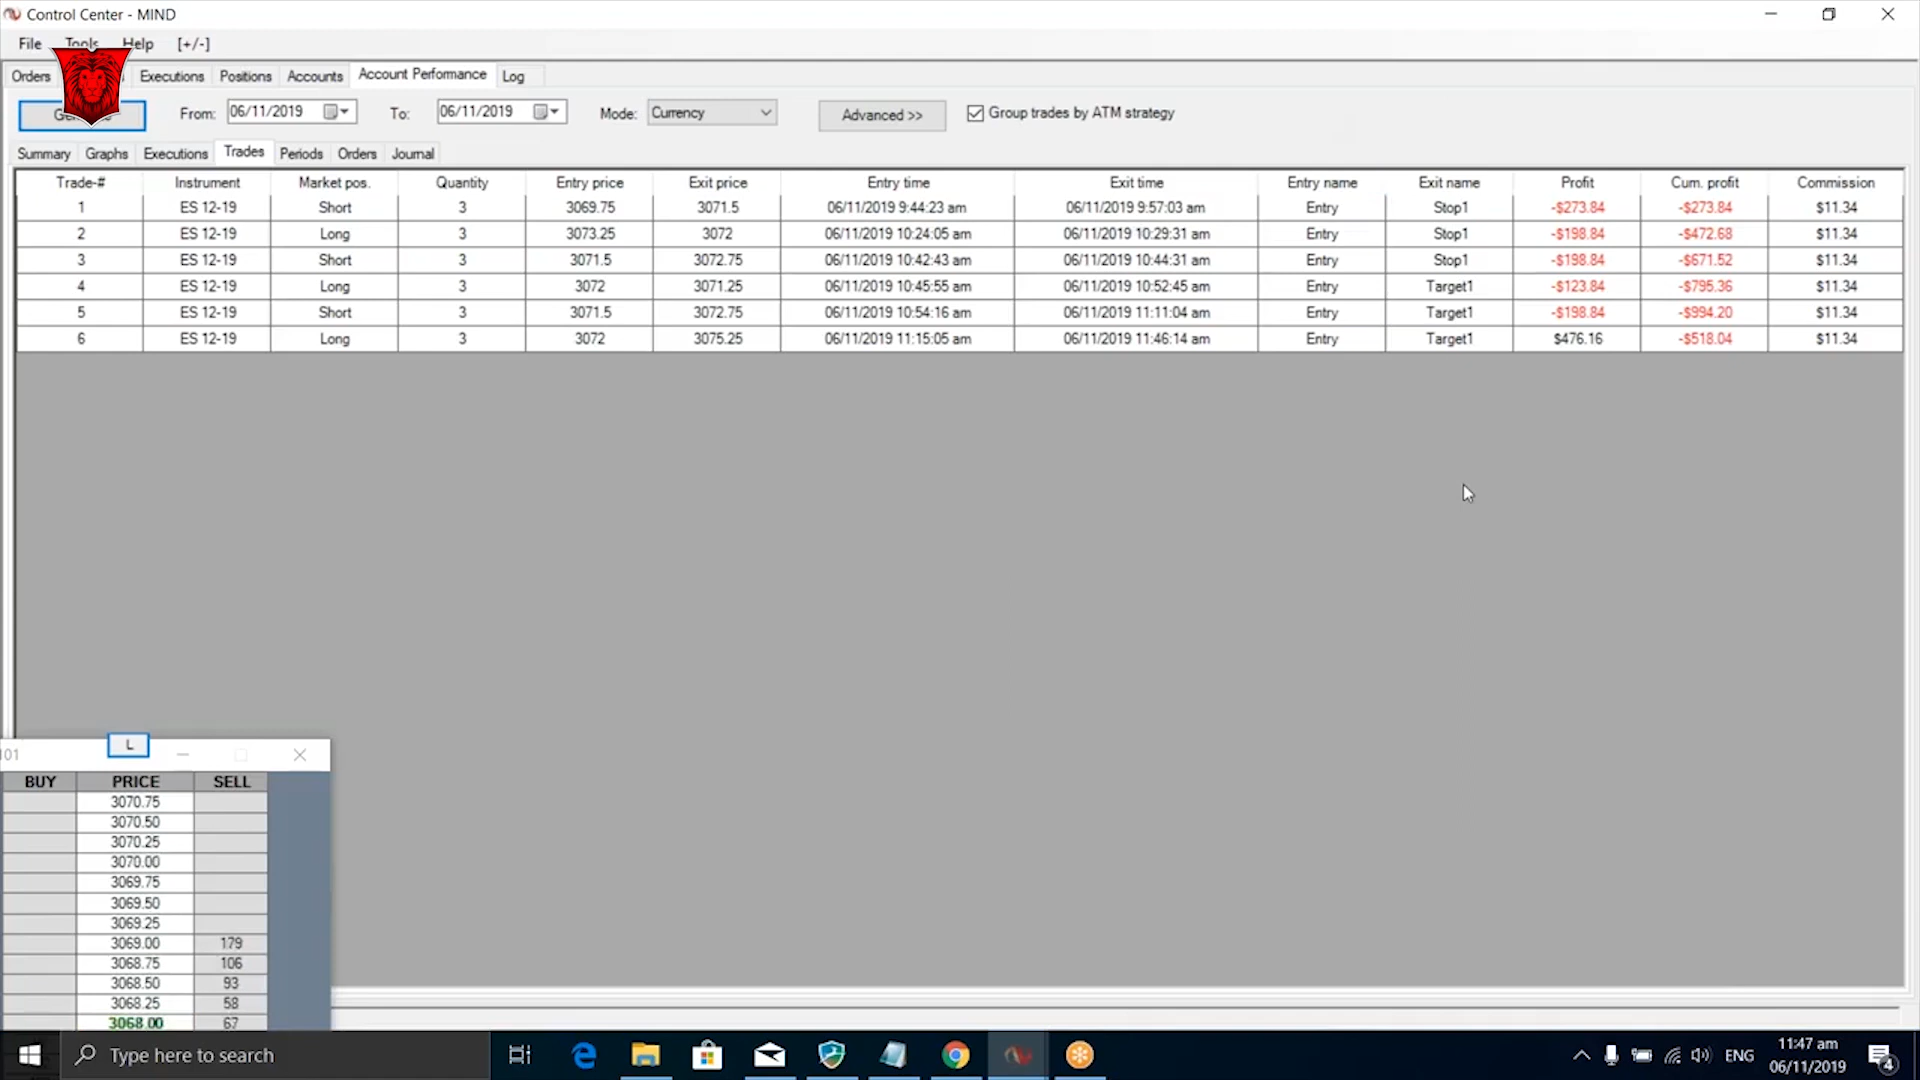 Control Center - MIND
File Tools Help [+/-]
Orders Executions Positions Accounts Account Performance Log
From: 06/11/2019 To: 06/11/2019 Mode: Currency Advanced >> Group trades by ATM strategy
Summary Graphs Executions Trades Periods Orders Journal
Trade-# Instrument Market pos. Quantity Entry price Exit price Entry time Exit time Entry name Exit name Profit Cum. profit Commission
1 ES 12-19 Short 3 3069.75 3071.5 06/11/2019 9:44:23 am 06/11/2019 9:57:03 am Entry Stop1 -$273.84 -$273.84 $11.34
2 ES 12-19 Long 3 3073.25 3072 06/11/2019 10:24:05 am 06/11/2019 10:29:31 am Entry Stop1 -$198.84 -$472.68 $11.34
3 ES 12-19 Short 3 3071.5 3072.75 06/11/2019 10:42:43 am 06/11/2019 10:44:31 am Entry Stop1 -$198.84 -$671.52 $11.34
4 ES 12-19 Long 3 3072 3071.25 06/11/2019 10:45:55 am 06/11/2019 10:52:45 am Entry Target1 -$123.84 -$795.36 $11.34
5 ES 12-19 Short 3 3071.5 3072.75 06/11/2019 10:54:16 am 06/11/2019 11:11:04 am Entry Target1 -$198.84 -$994.20 $11.34
6 ES 12-19 Long 3 3072 3075.25 06/11/2019 11:15:05 am 06/11/2019 11:46:14 am Entry Target1 $476.16 -$518.04 $11.34
L
BUY PRICE SELL
3070.75
3070.50
3070.25
3070.00
3069.75
3069.50
3069.25
3069.00 179
3068.75 106
3068.50 93
3068.25 58
3068.00 67
Type here to search
ENG
11:47 am
06/11/2019
4